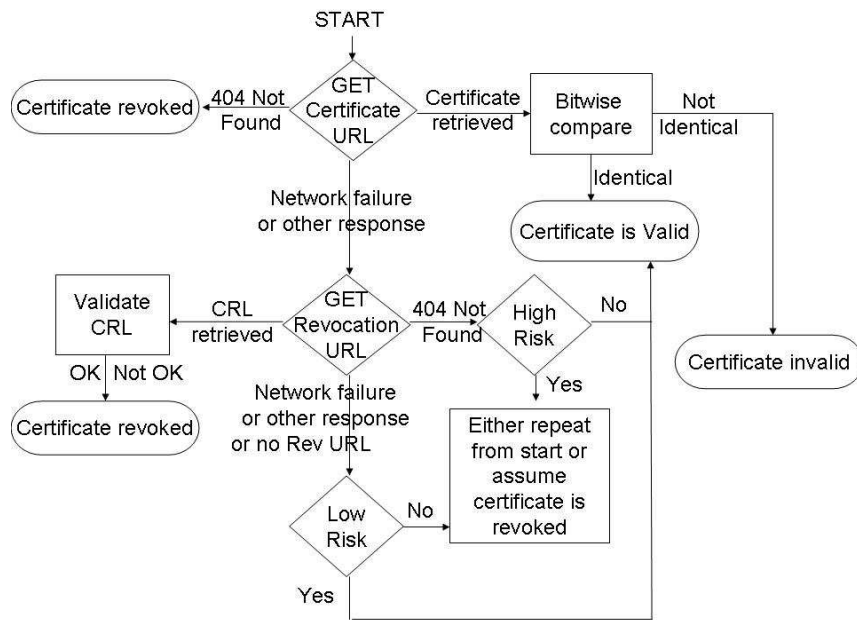 START
GET
Certificate
URL
404 Not
Found
Certificate revoked
Certificate
retrieved
Bitwise
compare
Not
Identical
Identical
Certificate is Valid
Network failure
or other response
Validate
CRL
CRL
retrieved
GET
Revocation
URL
404 Not
Found
High
Risk
No
Certificate invalid
OK
Not OK
Yes
Certificate revoked
Network failure
or other response
or no Rev URL
Either repeat
from start or
assume
certificate is
revoked
Low
Risk
No
Yes